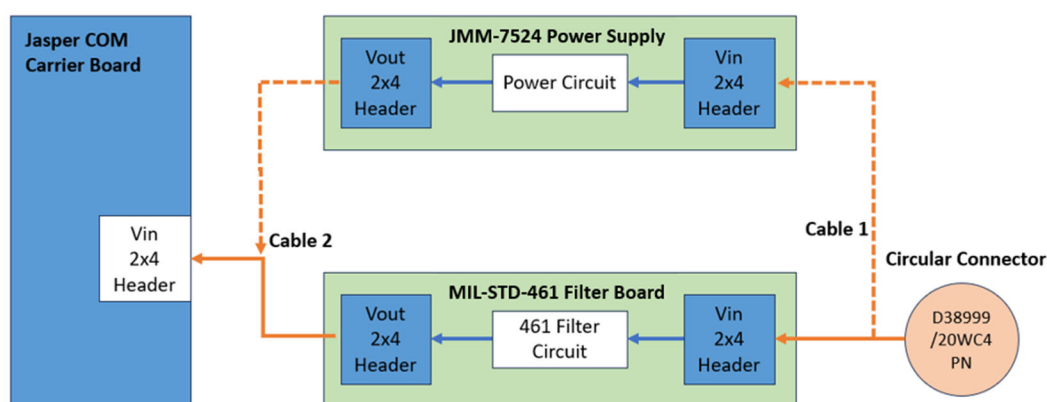 Jasper COM
Carrier Board
Vin
2x4
Header
JMM-7524 Power Supply
Vout
2x4
Header
Power Circuit
Vin
2x4
Header
Cable 2
Cable 1
MIL-STD-461 Filter Board
Vout
2x4
Header
461 Filter
Circuit
Vin
2x4
Header
Circular Connector
D38999
/20WC4
PN